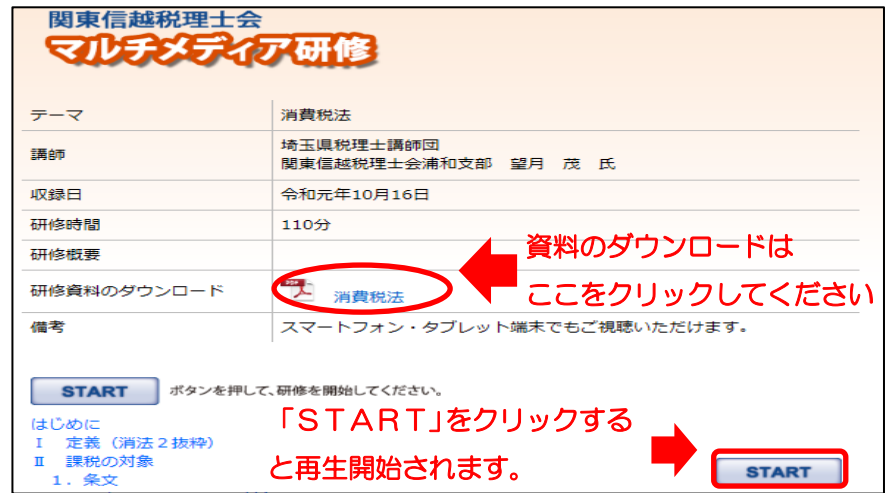 関東信越税理士会
マルチメディア研修
テーマ 消費税法
講師 埼玉県税理士講師団
関東信越税理士会浦和支部 望月 茂 氏
収録日 令和元年10月16日
研修時間 110分
研修概要
資料のダウンロードは
ここをクリックしてください
研修資料のダウンロード PDF 消費税法
備考 スマートフォン・タブレット端末でもご視聴いただけます。
START ボタンを押して、研修を開始してください。
「START」をクリックする
と再生開始されます。
START
はじめに
Ⅰ 定義（消法２抜粋）
Ⅱ 課税の対象
１．条文